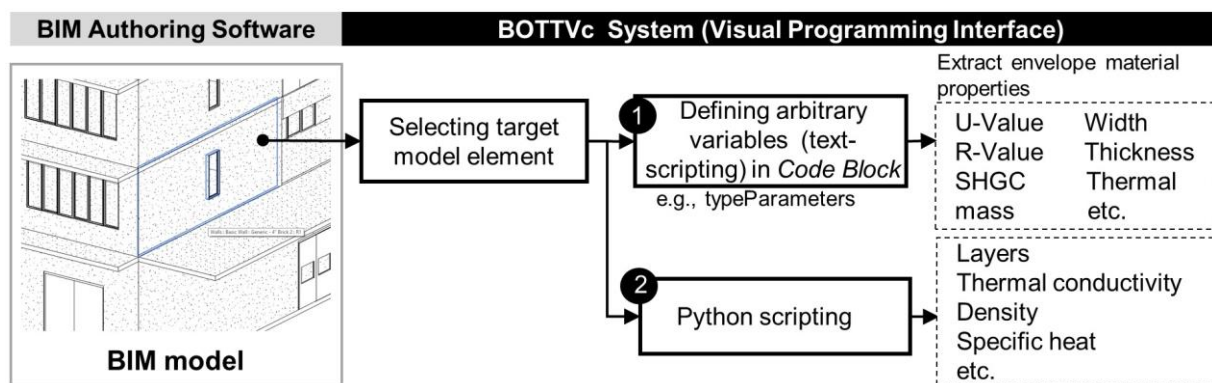 BIM Authoring Software
BOTTVc System (Visual Programming Interface)
Extract envelope material
properties
Selecting target
model element
1
Defining arbitrary
variables (text-
scripting) in Code Block
e.g., typeParameters
U-Value Width
R-Value Thickness
SHGC Thermal
mass etc.
2
Python scripting
Layers
Thermal conductivity
Density
Specific heat
etc.
BIM model